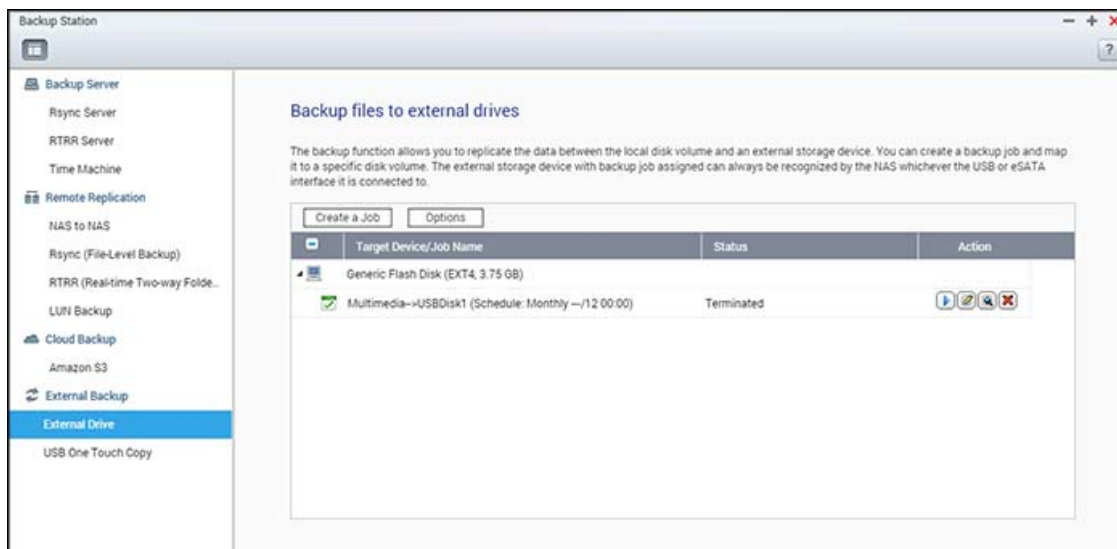 Backup Station
Backup Server
Rsync Server
RTRR Server
Time Machine
Remote Replication
NAS to NAS
Rsync (File-Level Backup)
RTRR (Real-time Two-way Folde...
LUN Backup
Cloud Backup
Amazon S3
External Backup
External Drive
USB One Touch Copy
Backup files to external drives
The backup function allows you to replicate the data between the local disk volume and an external storage device. You can create a backup job and map
it to a specific disk volume. The external storage device with backup job assigned can always be recognized by the NAS whichever the USB or eSATA
interface it is connected to.
Create a Job Options
Target Device/Job Name Status Action
Generic Flash Disk (EXT4, 3.75 GB)
Multimedia-->USBDisk1 (Schedule: Monthly ---/12 00:00) Terminated